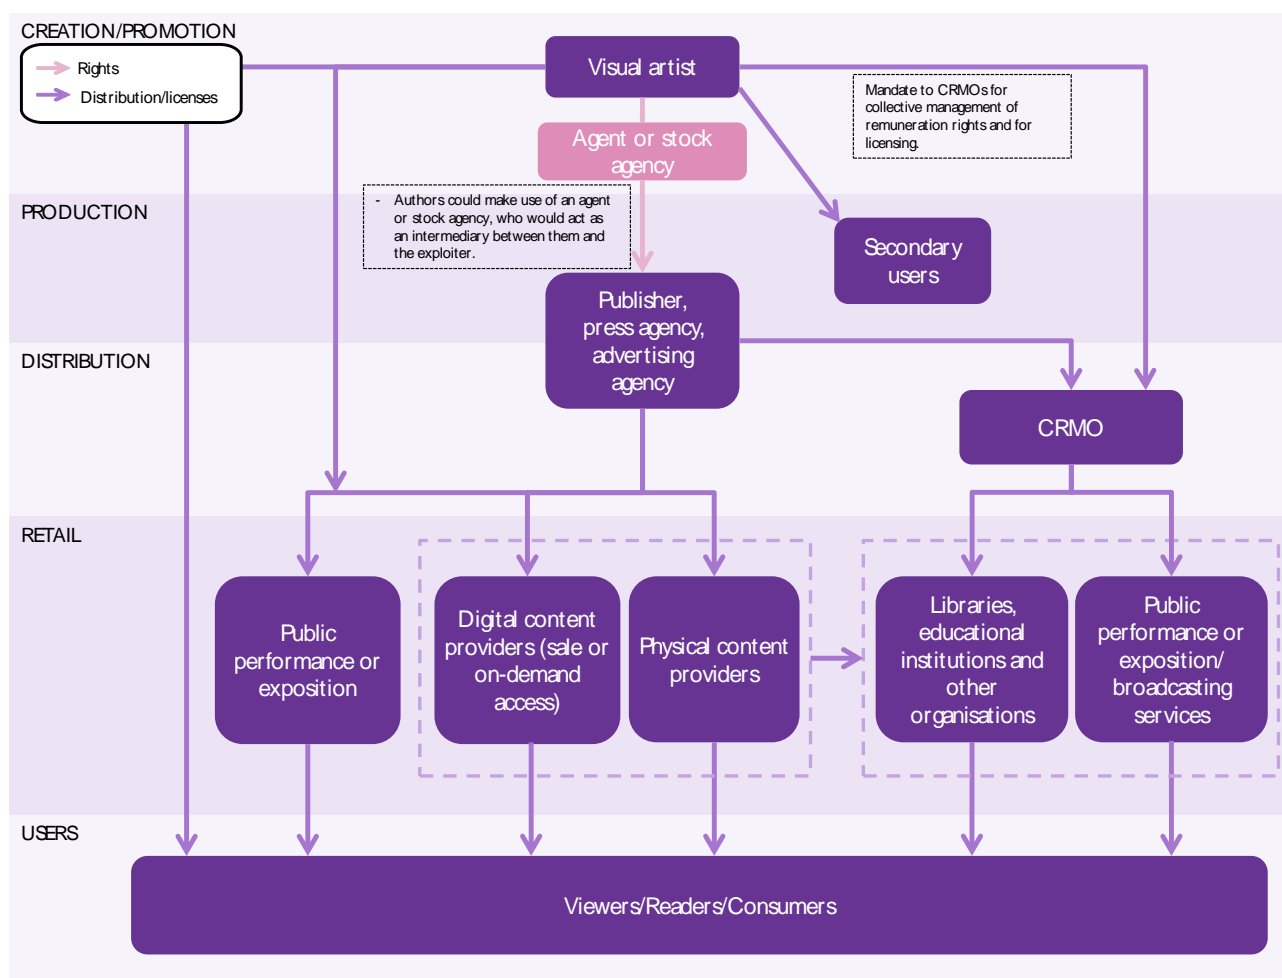 CREATION/PROMOTION
Rights
Distribution/licenses
Visual artist
Mandate to CRMOs for
collective management of
remuneration rights and for
licensing.
Agent or stock
agency
- Authors could make use of an agent
or stock agency, who would act as
an intermediary between them and
the exploiter.
PRODUCTION
Secondary
users
Publisher,
press agency,
advertising
agency
DISTRIBUTION
CRMO
RETAIL
Public
performance or
exposition
Digital content
providers (sale or
on-demand
access)
Physical content
providers
Libraries,
educational
institutions and
other
organisations
Public
performance or
exposition/
broadcasting
services
USERS
Viewers/Readers/Consumers